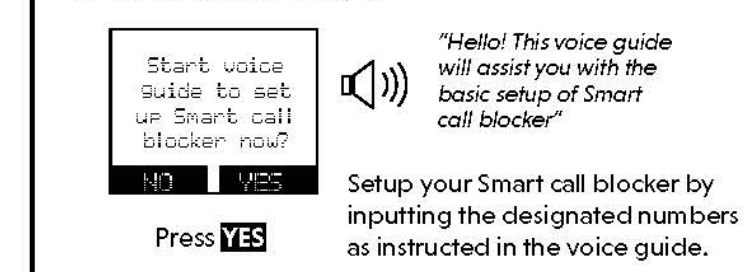 Start voice
guide to set
up Smart call
blocker now?
NO YES
Press YES
"Hello! This voice guide
will assist you with the
basic setup of Smart
call blocker"
Setup your Smart call blocker by
inputting the designated numbers
as instructed in the voice guide.